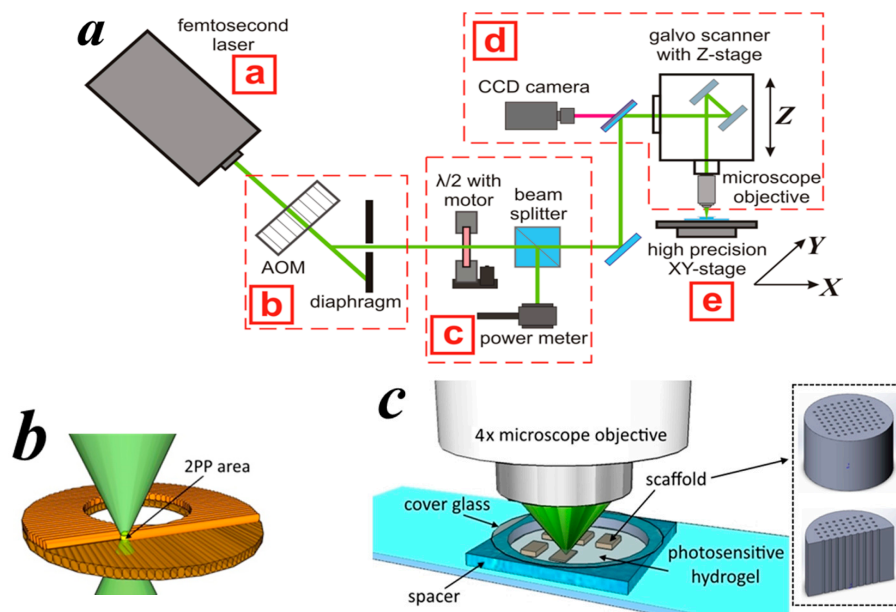 a
femtosecond
laser
a
AOM
b
diaphragm
λ/2 with
motor
beam
splitter
c
power meter
d
CCD camera
galvo scanner
with Z-stage
Z
microscope
objective
high precision
XY-stage
e
Y
X
b
2PP area
c
4x microscope objective
cover glass
scaffold
photosensitive
hydrogel
spacer